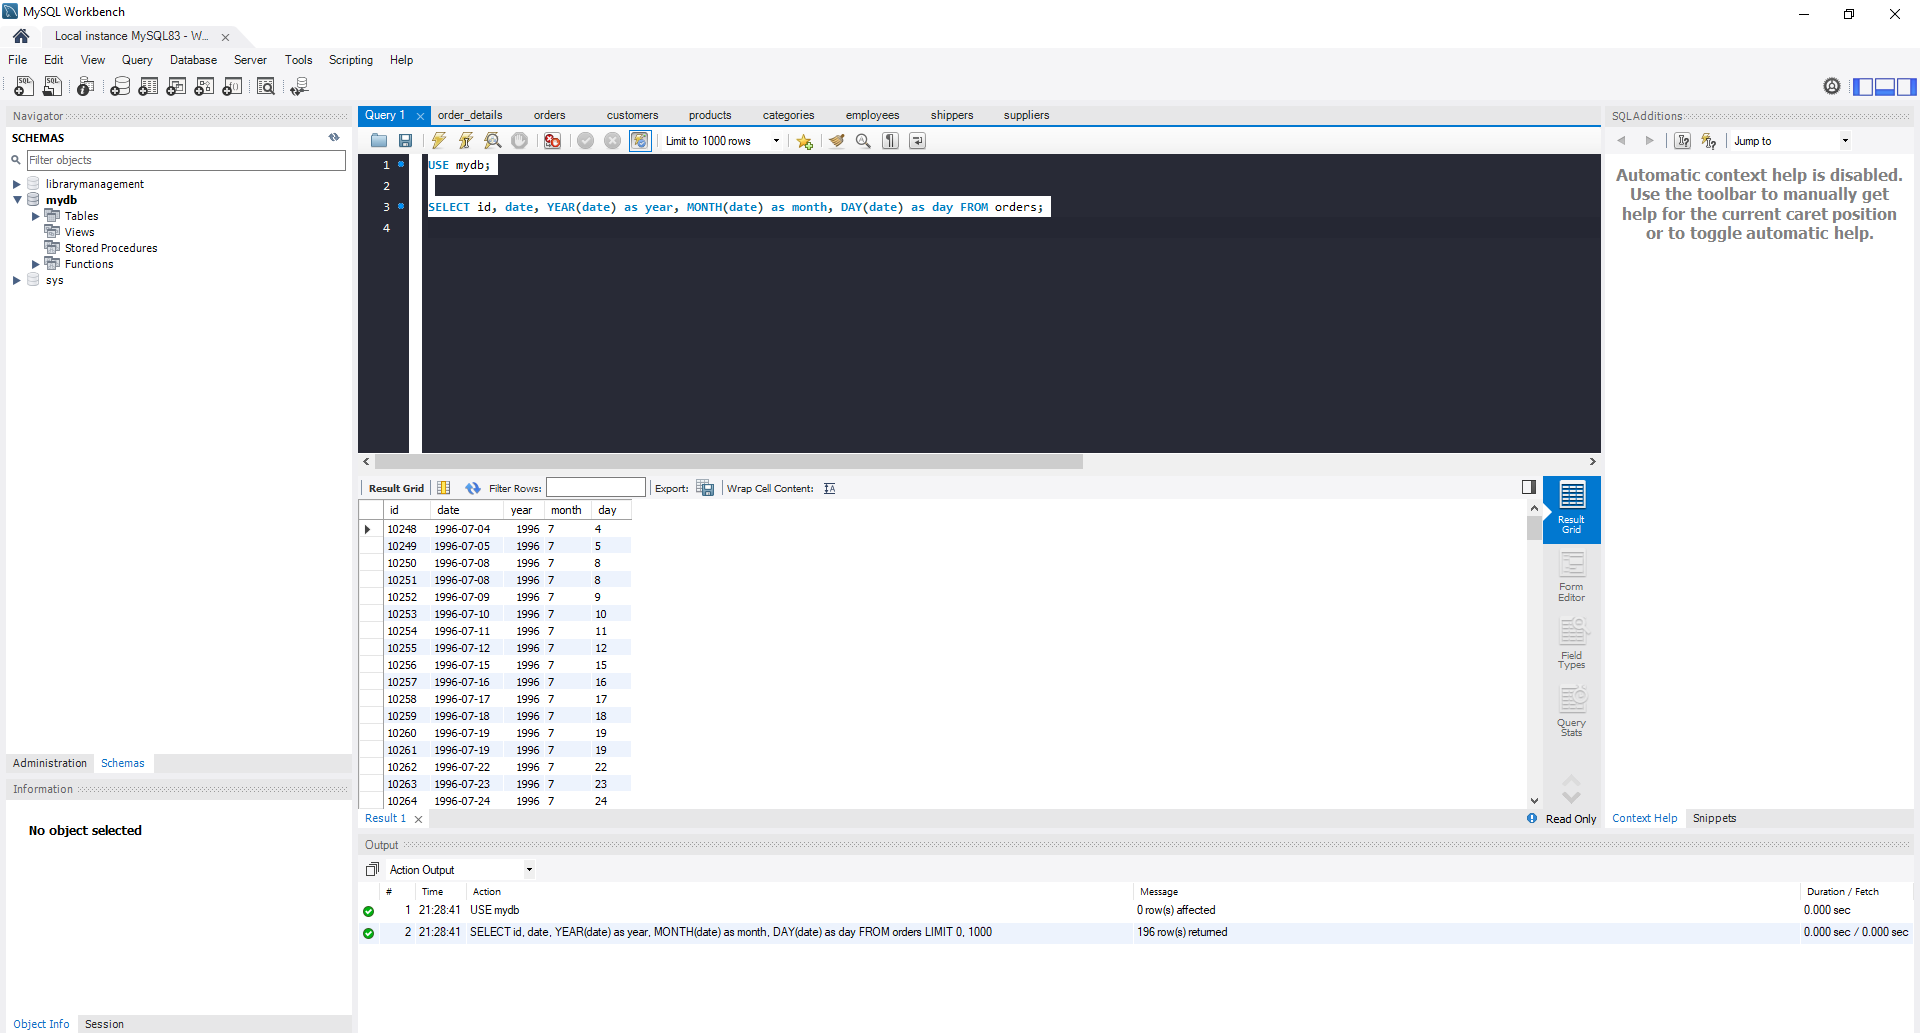 MySQL Workbench
Local instance MySQL83 - W...
File Edit View Query Database Server Tools Scripting Help
Navigator
SCHEMAS
Filter objects
librarymanagement
mydb
Tables
Views
Stored Procedures
Functions
sys
Administration Schemas
Information
No object selected
Object Info Session
Query 1 order_details orders customers products categories employees shippers suppliers
Limit to 1000 rows
1 USE mydb;
2
3 SELECT id, date, YEAR(date) as year, MONTH(date) as month, DAY(date) as day FROM orders;
4
Result Grid Filter Rows: Export: Wrap Cell Content:
id date year month day
10248 1996-07-04 1996 7 4
10249 1996-07-05 1996 7 5
10250 1996-07-08 1996 7 8
10251 1996-07-08 1996 7 8
10252 1996-07-09 1996 7 9
10253 1996-07-10 1996 7 10
10254 1996-07-11 1996 7 11
10255 1996-07-12 1996 7 12
10256 1996-07-15 1996 7 15
10257 1996-07-16 1996 7 16
10258 1996-07-17 1996 7 17
10259 1996-07-18 1996 7 18
10260 1996-07-19 1996 7 19
10261 1996-07-19 1996 7 19
10262 1996-07-22 1996 7 22
10263 1996-07-23 1996 7 23
10264 1996-07-24 1996 7 24
Result
Grid
Form
Editor
Field
Types
Query
Stats
Result 1
Read Only
Output
Action Output
# Time Action Message Duration / Fetch
1 21:28:41 USE mydb 0 row(s) affected 0.000 sec
2 21:28:41 SELECT id, date, YEAR(date) as year, MONTH(date) as month, DAY(date) as day FROM orders LIMIT 0, 1000 196 row(s) returned 0.000 sec / 0.000 sec
SQLAdditions
Jump to
Automatic context help is disabled.
Use the toolbar to manually get
help for the current caret position
or to toggle automatic help.
Context Help Snippets